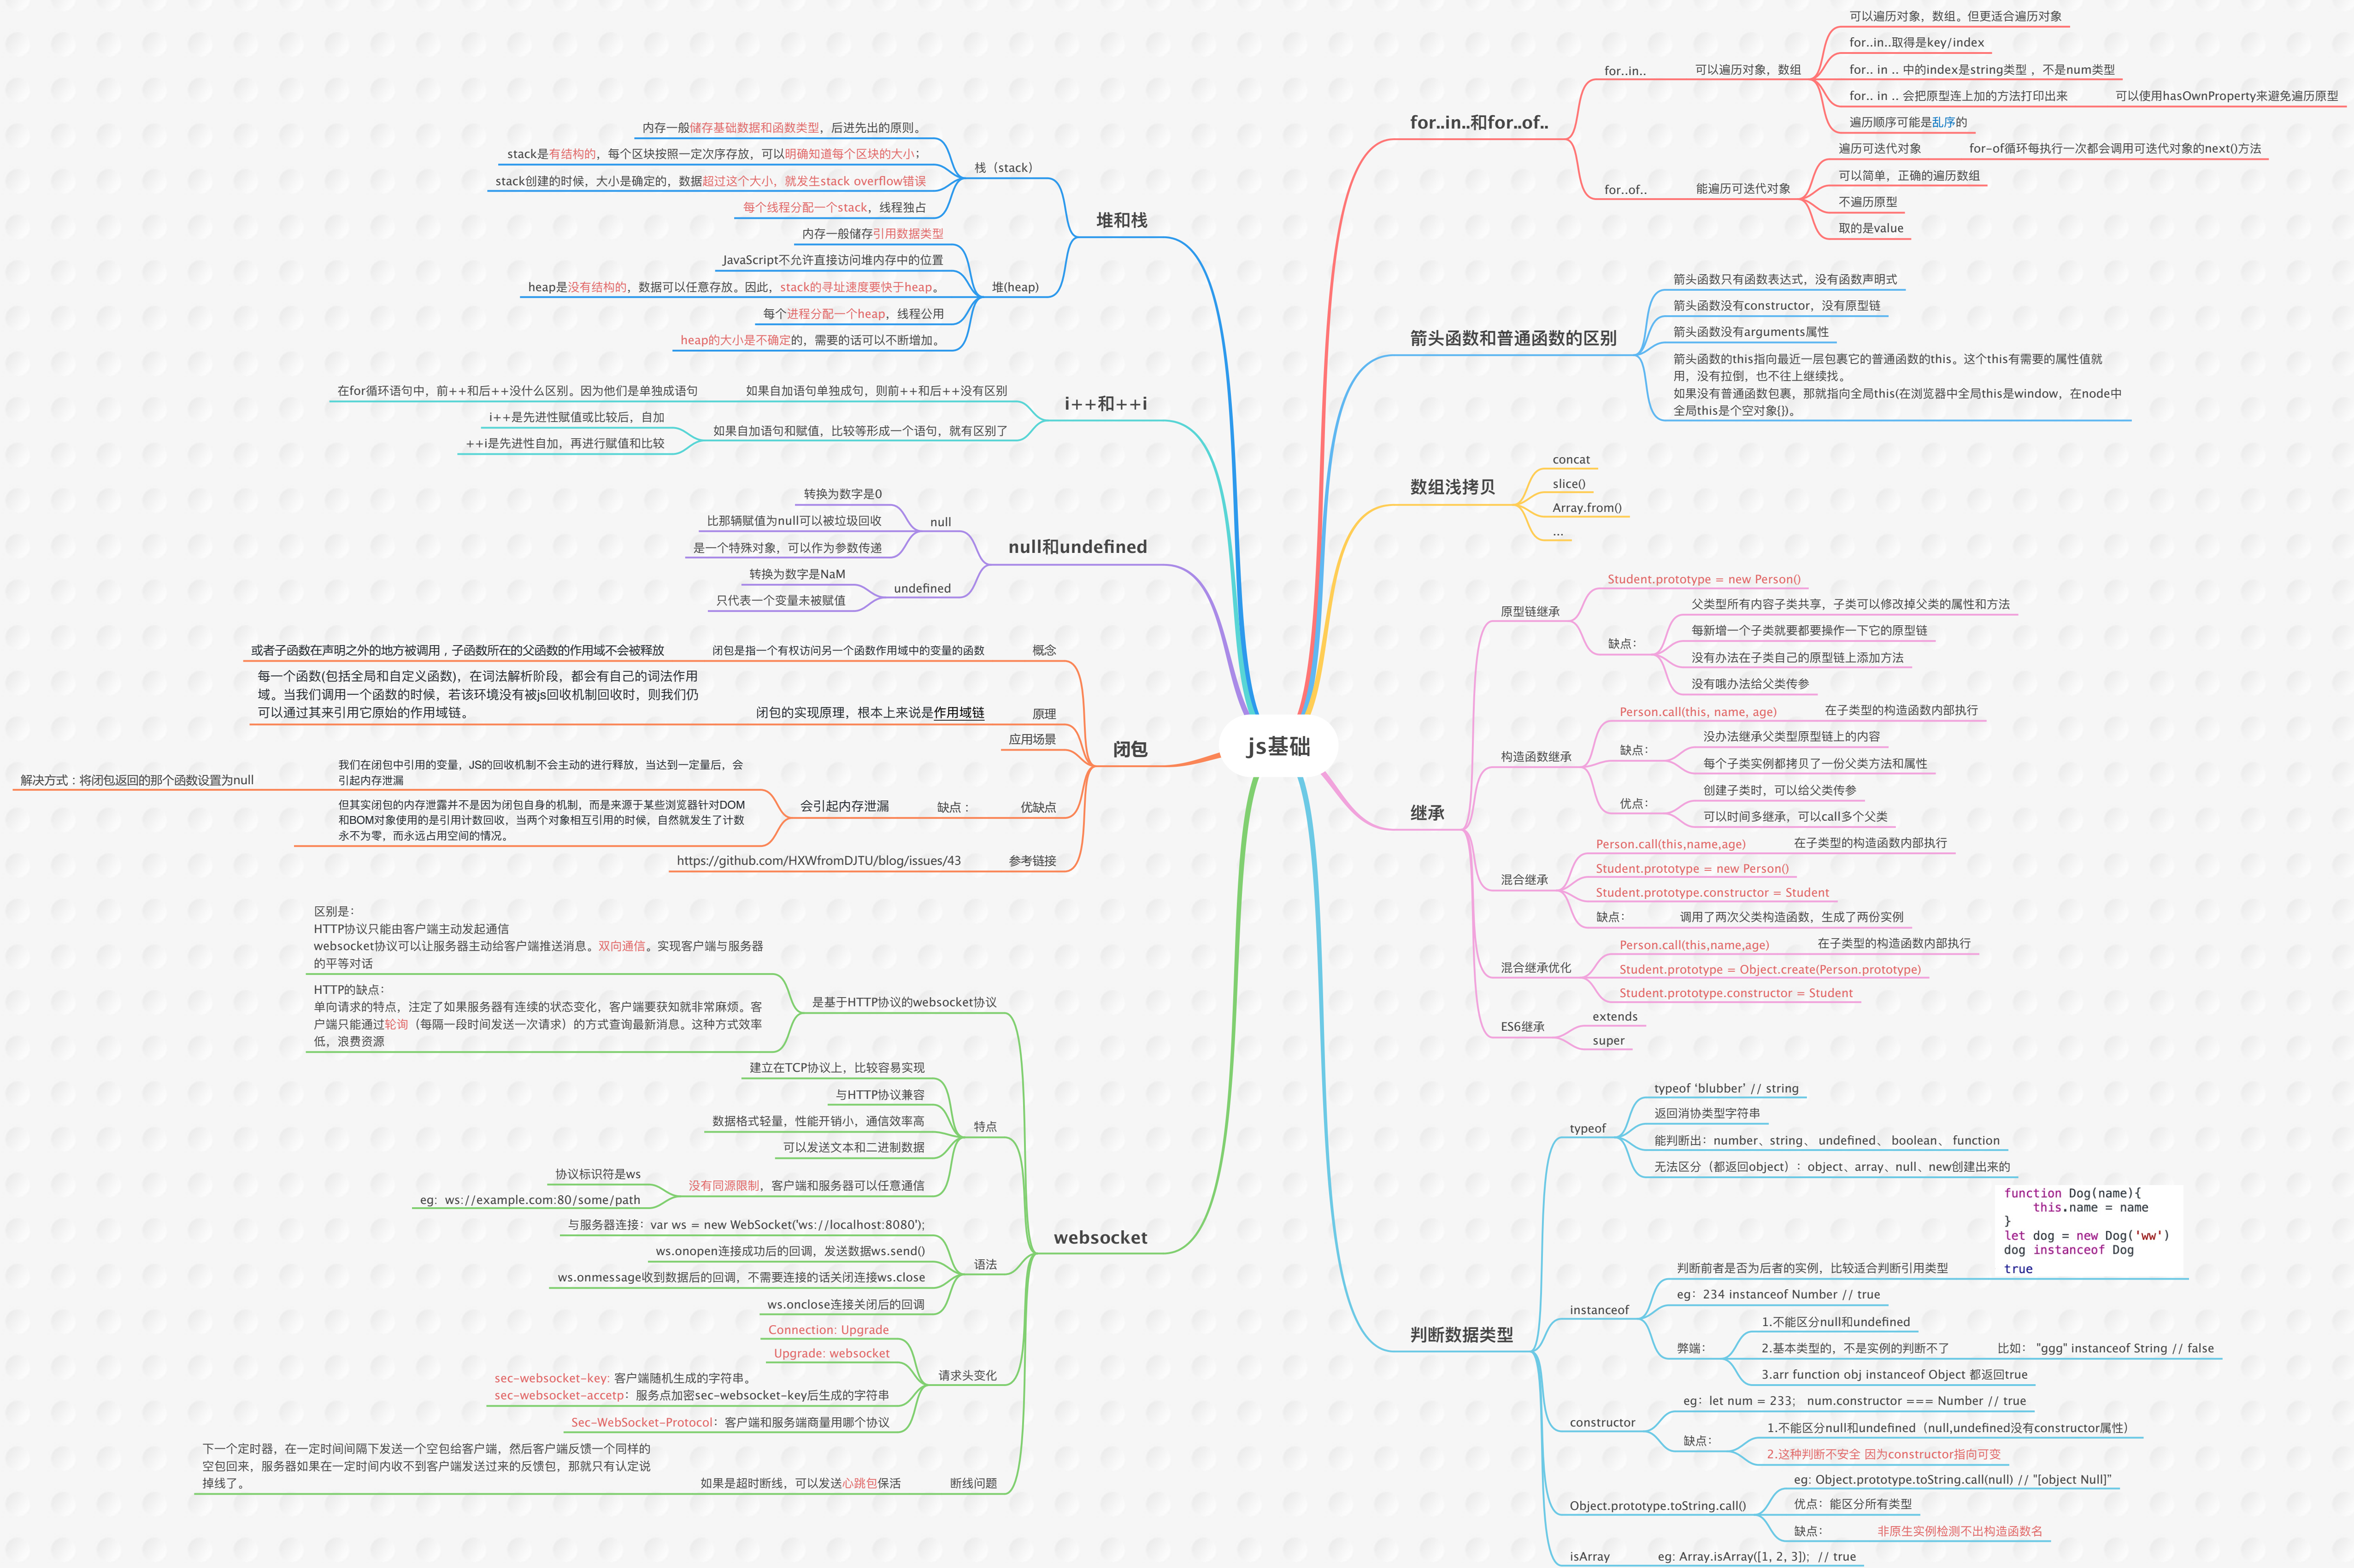 js基础
for..in..和for..of..
for..in..
可以遍历对象，数组
可以遍历对象，数组。但更适合遍历对象
for..in..取得是key/index
for.. in .. 中的index是string类型 ，不是num类型
for.. in .. 会把原型连上加的方法打印出来
可以使用hasOwnProperty来避免遍历原型
遍历顺序可能是乱序的
for..of..
能遍历可迭代对象
遍历可迭代对象
for-of循环每执行一次都会调用可迭代对象的next()方法
可以简单，正确的遍历数组
不遍历原型
取的是value
箭头函数和普通函数的区别
箭头函数只有函数表达式，没有函数声明式
箭头函数没有constructor，没有原型链
箭头函数没有arguments属性
箭头函数的this指向最近一层包裹它的普通函数的this。这个this有需要的属性值就
用，没有拉倒，也不往上继续找。
如果没有普通函数包裹，那就指向全局this(在浏览器中全局this是window，在node中
全局this是个空对象{})。
数组浅拷贝
concat
slice()
Array.from()
...
继承
原型链继承
Student.prototype = new Person()
缺点：
父类型所有内容子类共享，子类可以修改掉父类的属性和方法
每新增一个子类就要都要操作一下它的原型链
没有办法在子类自己的原型链上添加方法
没有哦办法给父类传参
构造函数继承
Person.call(this, name, age)
在子类型的构造函数内部执行
缺点：
没办法继承父类型原型链上的内容
每个子类实例都拷贝了一份父类方法和属性
优点：
创建子类时，可以给父类传参
可以时间多继承，可以call多个父类
混合继承
Person.call(this,name,age)
在子类型的构造函数内部执行
Student.prototype = new Person()
Student.prototype.constructor = Student
缺点：
调用了两次父类构造函数，生成了两份实例
混合继承优化
Person.call(this,name,age)
在子类型的构造函数内部执行
Student.prototype = Object.create(Person.prototype)
Student.prototype.constructor = Student
ES6继承
extends
super
判断数据类型
typeof
typeof ‘blubber’ // string
返回消协类型字符串
能判断出：number、string、 undefined、 boolean、 function
无法区分（都返回object）：object、array、null、new创建出来的
instanceof
判断前者是否为后者的实例，比较适合判断引用类型
function Dog(name){
this.name = name
}
let dog = new Dog('ww')
dog instanceof Dog
true
eg：234 instanceof Number // true
弊端：
1.不能区分null和undefined
2.基本类型的，不是实例的判断不了
比如： "ggg" instanceof String // false
3.arr function obj instanceof Object 都返回true
constructor
eg：let num = 233;   num.constructor === Number // true
缺点：
1.不能区分null和undefined（null,undefined没有constructor属性）
2.这种判断不安全 因为constructor指向可变
Object.prototype.toString.call()
eg: Object.prototype.toString.call(null) // "[object Null]"
优点：能区分所有类型
缺点：
非原生实例检测不出构造函数名
isArray
eg: Array.isArray([1, 2, 3]);  // true
堆和栈
栈（stack）
内存一般储存基础数据和函数类型，后进先出的原则。
stack是有结构的，每个区块按照一定次序存放，可以明确知道每个区块的大小；
stack创建的时候，大小是确定的，数据超过这个大小，就发生stack overflow错误
每个线程分配一个stack，线程独占
堆(heap)
内存一般储存引用数据类型
JavaScript不允许直接访问堆内存中的位置
heap是没有结构的，数据可以任意存放。因此，stack的寻址速度要快于heap。
每个进程分配一个heap，线程公用
heap的大小是不确定的，需要的话可以不断增加。
i++和++i
如果自加语句单独成句，则前++和后++没有区别
在for循环语句中，前++和后++没什么区别。因为他们是单独成语句
如果自加语句和赋值，比较等形成一个语句，就有区别了
i++是先进性赋值或比较后，自加
++i是先进性自加，再进行赋值和比较
null和undefined
null
转换为数字是0
比那辆赋值为null可以被垃圾回收
是一个特殊对象，可以作为参数传递
undefined
转换为数字是NaM
只代表一个变量未被赋值
闭包
概念
闭包是指一个有权访问另一个函数作用域中的变量的函数
或者子函数在声明之外的地方被调用，子函数所在的父函数的作用域不会被释放
原理
闭包的实现原理，根本上来说是作用域链
每一个函数(包括全局和自定义函数)，在词法解析阶段，都会有自己的词法作用
域。当我们调用一个函数的时候，若该环境没有被js回收机制回收时，则我们仍
可以通过其来引用它原始的作用域链。
应用场景
优缺点
缺点：
会引起内存泄漏
我们在闭包中引用的变量，JS的回收机制不会主动的进行释放，当达到一定量后，会
引起内存泄漏
解决方式：将闭包返回的那个函数设置为null
但其实闭包的内存泄露并不是因为闭包自身的机制，而是来源于某些浏览器针对DOM
和BOM对象使用的是引用计数回收，当两个对象相互引用的时候，自然就发生了计数
永不为零，而永远占用空间的情况。
参考链接
https://github.com/HXWfromDJTU/blog/issues/43
websocket
是基于HTTP协议的websocket协议
区别是：
HTTP协议只能由客户端主动发起通信
websocket协议可以让服务器主动给客户端推送消息。双向通信。实现客户端与服务器
的平等对话
HTTP的缺点：
单向请求的特点，注定了如果服务器有连续的状态变化，客户端要获知就非常麻烦。客
户端只能通过轮询（每隔一段时间发送一次请求）的方式查询最新消息。这种方式效率
低，浪费资源
特点
建立在TCP协议上，比较容易实现
与HTTP协议兼容
数据格式轻量，性能开销小，通信效率高
可以发送文本和二进制数据
没有同源限制，客户端和服务器可以任意通信
协议标识符是ws
eg：ws://example.com:80/some/path
语法
与服务器连接：var ws = new WebSocket('ws://localhost:8080');
ws.onopen连接成功后的回调，发送数据ws.send()
ws.onmessage收到数据后的回调，不需要连接的话关闭连接ws.close
ws.onclose连接关闭后的回调
请求头变化
Connection: Upgrade
Upgrade: websocket
sec-websocket-key: 客户端随机生成的字符串。
sec-websocket-accetp：服务点加密sec-websocket-key后生成的字符串
Sec-WebSocket-Protocol：客户端和服务端商量用哪个协议
断线问题
如果是超时断线，可以发送心跳包保活
下一个定时器，在一定时间间隔下发送一个空包给客户端，然后客户端反馈一个同样的
空包回来，服务器如果在一定时间内收不到客户端发送过来的反馈包，那就只有认定说
掉线了。